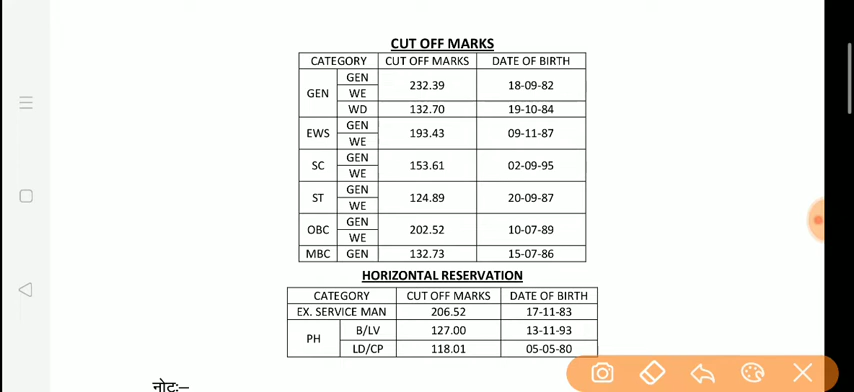 CUT OFF MARKS
CATEGORY CUT OFF MARKS DATE OF BIRTH
GEN GEN 232.39 18-09-82
WE
WD 132.70 19-10-84
EWS GEN 193.43 09-11-87
WE
SC GEN 153.61 02-09-95
WE
ST GEN 124.89 20-09-87
WE
OBC GEN 202.52 10-07-89
WE
MBC GEN 132.73 15-07-86
HORIZONTAL RESERVATION
CATEGORY CUT OFF MARKS DATE OF BIRTH
EX. SERVICE MAN 206.52 17-11-83
PH B/LV 127.00 13-11-93
LD/CP 118.01 05-05-80
नोटः—